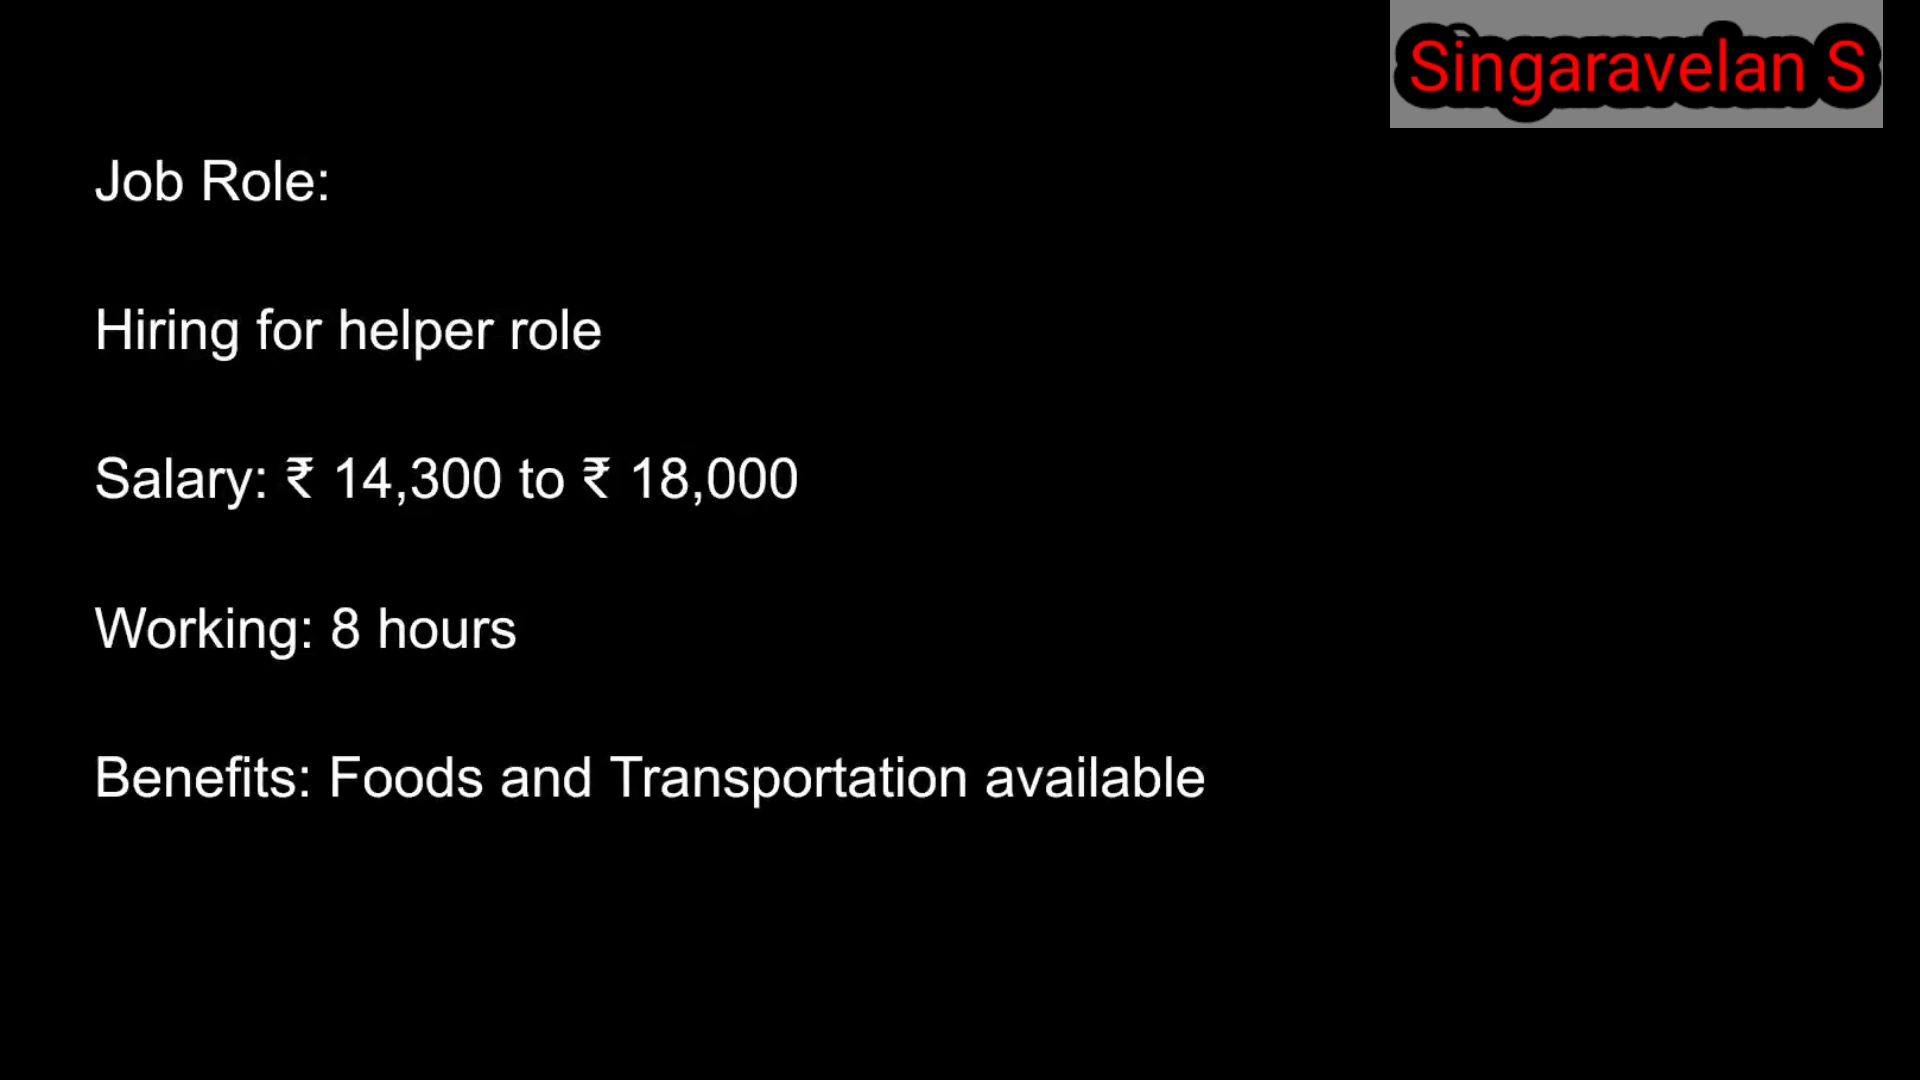 Singaravelan S
Job Role:
Hiring for helper role
Salary: ₹ 14,300 to ₹ 18,000
Working: 8 hours
Benefits: Foods and Transportation available